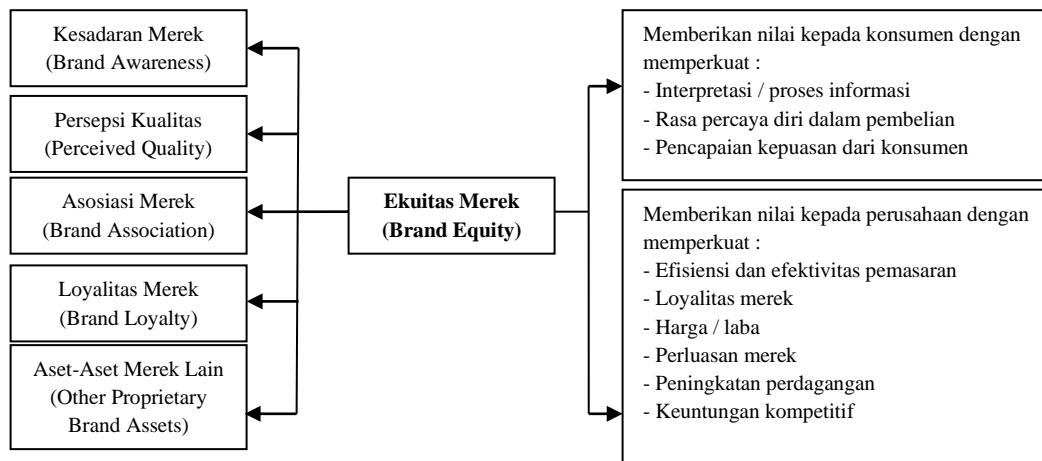 Kesadaran Merek
(Brand Awareness)
Persepsi Kualitas
(Perceived Quality)
Asosiasi Merek
(Brand Association)
Loyalitas Merek
(Brand Loyalty)
Aset-Aset Merek Lain
(Other Proprietary
Brand Assets)
Ekuitas Merek
(Brand Equity)
Memberikan nilai kepada konsumen dengan
memperkuat :
- Interpretasi / proses informasi
- Rasa percaya diri dalam pembelian
- Pencapaian kepuasan dari konsumen
Memberikan nilai kepada perusahaan dengan
memperkuat :
- Efisiensi dan efektivitas pemasaran
- Loyalitas merek
- Harga / laba
- Perluasan merek
- Peningkatan perdagangan
- Keuntungan kompetitif